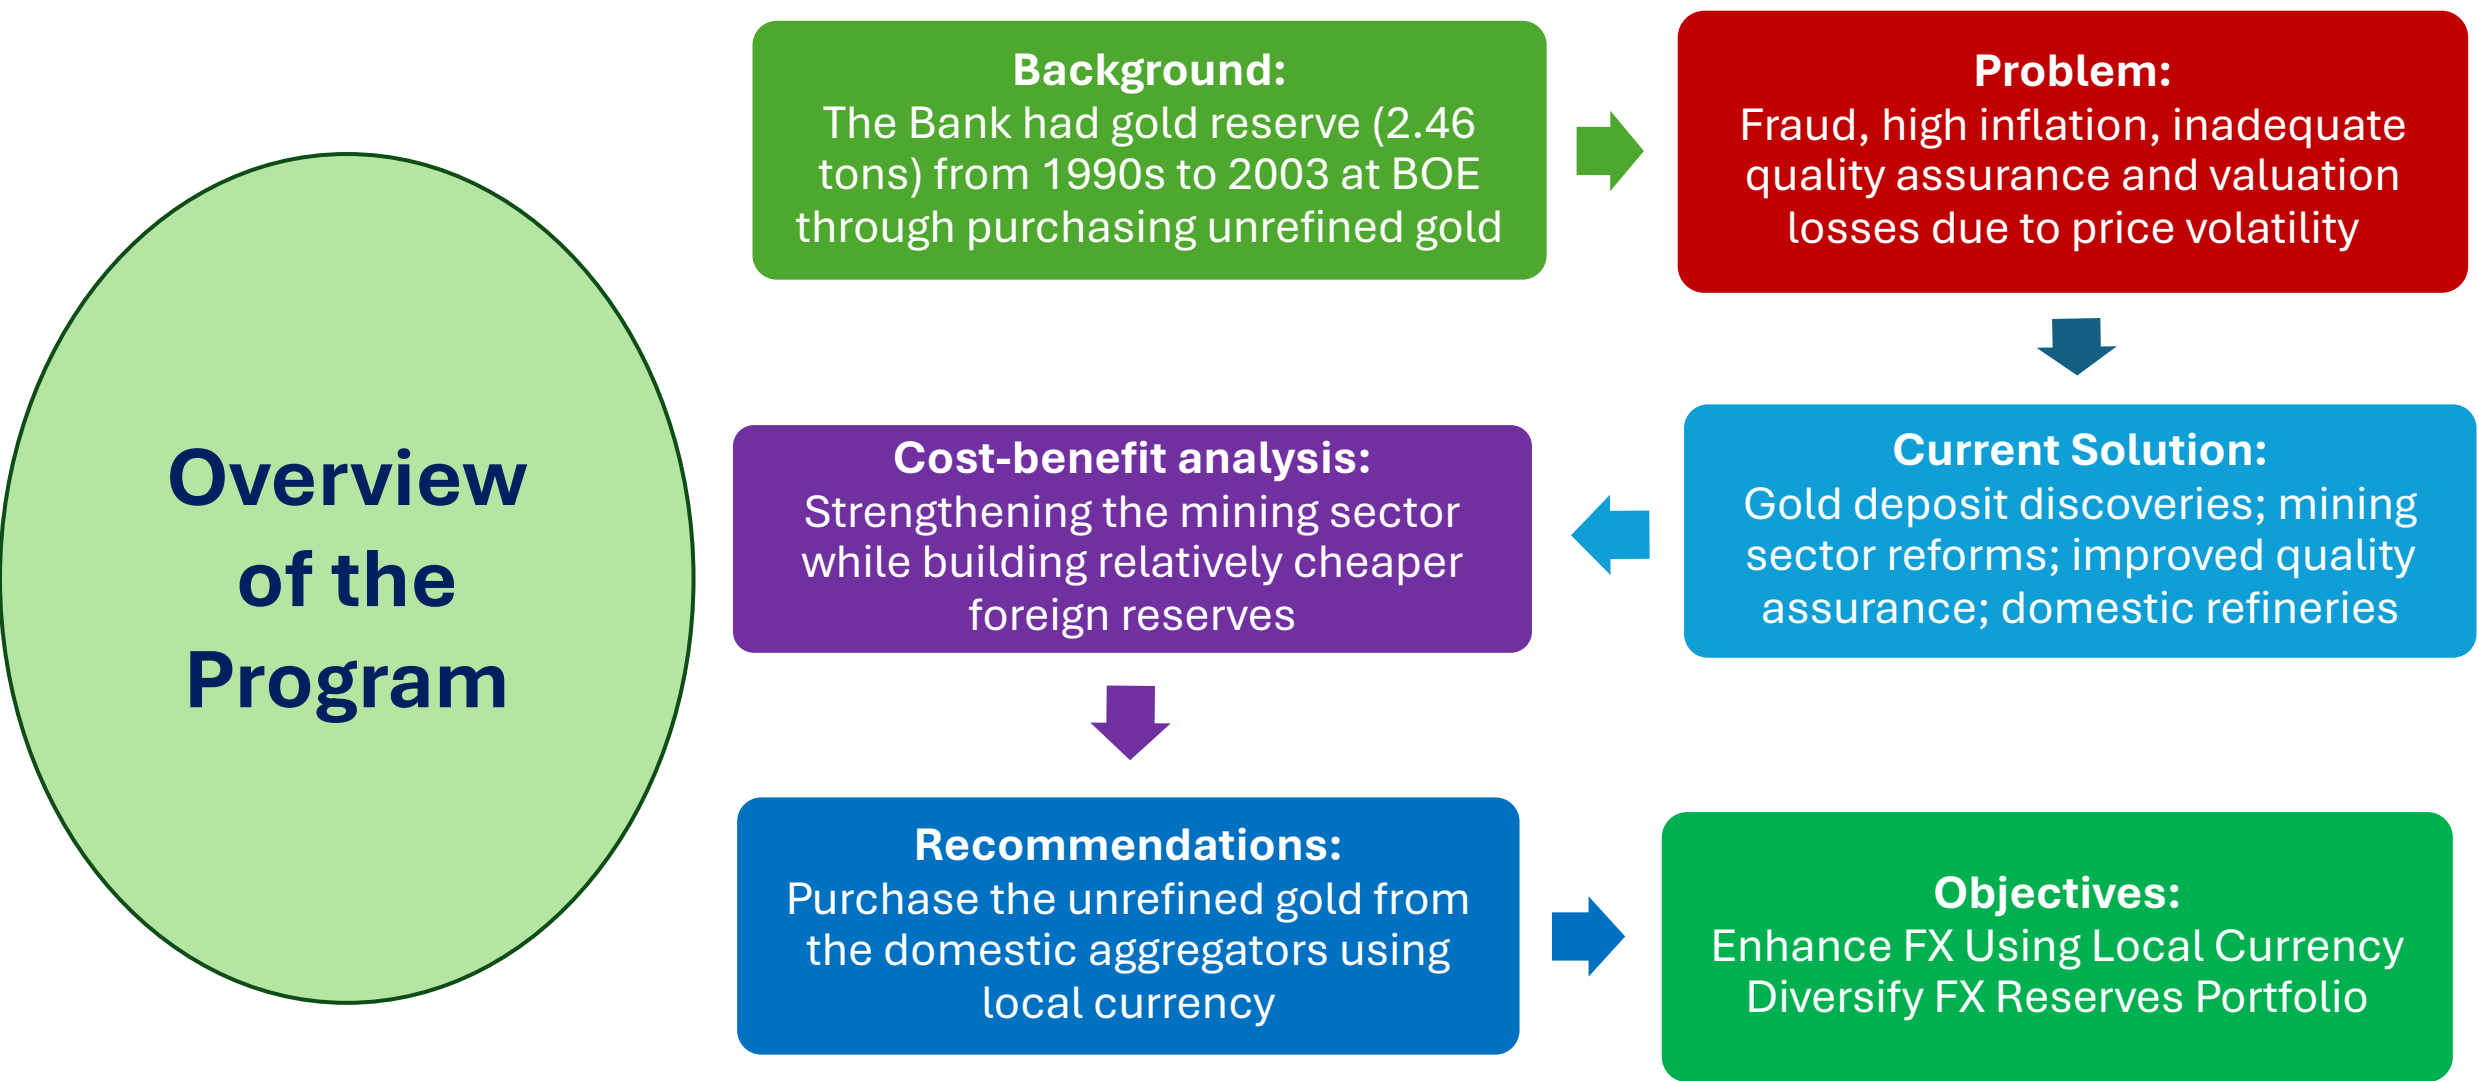 Overview
of the
Program
Background:
The Bank had gold reserve (2.46
tons) from 1990s to 2003 at BOE
through purchasing unrefined gold
Problem:
Fraud, high inflation, inadequate
quality assurance and valuation
losses due to price volatility
Current Solution:
Gold deposit discoveries; mining
sector reforms; improved quality
assurance; domestic refineries
Cost-benefit analysis:
Strengthening the mining sector
while building relatively cheaper
foreign reserves
Recommendations:
Purchase the unrefined gold from
the domestic aggregators using
local currency
Objectives:
Enhance FX Using Local Currency
Diversify FX Reserves Portfolio